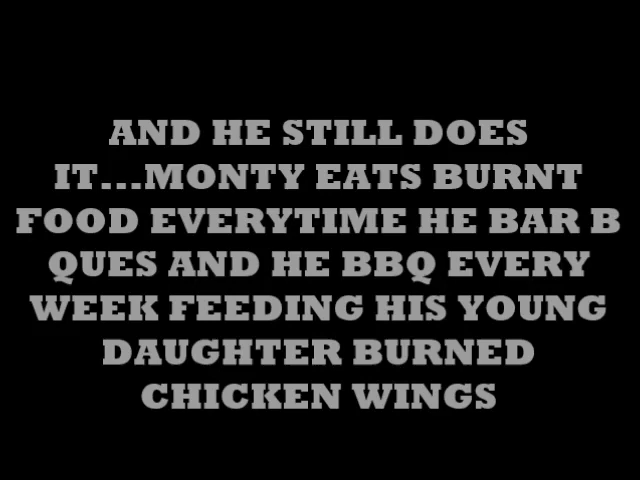 AND HE STILL DOES
IT...MONTY EATS BURNT
FOOD EVERYTIME HE BAR B
QUES AND HE BBQ EVERY
WEEK FEEDING HIS YOUNG
DAUGHTER BURNED
CHICKEN WINGS